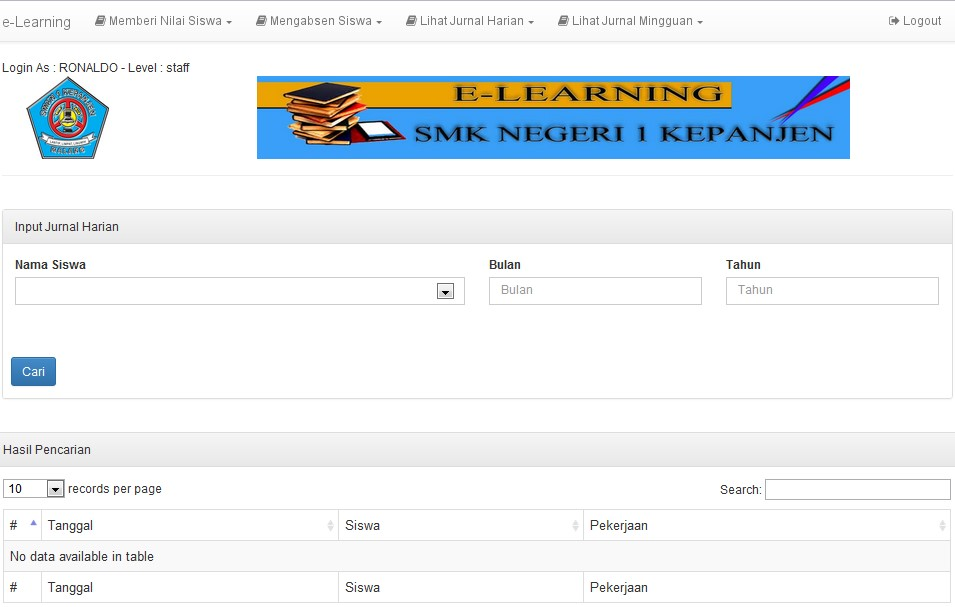 e-Learning Memberi Nilai Siswa Mengabsen Siswa Lihat Jurnal Harian Lihat Jurnal Mingguan Logout
Login As : RONALDO - Level : staff
E-LEARNING
SMK NEGERI 1 KEPANJEN
Input Jurnal Harian
Nama Siswa Bulan Tahun
Bulan Tahun
Cari
Hasil Pencarian
10 records per page Search:
# Tanggal Siswa Pekerjaan
No data available in table
# Tanggal Siswa Pekerjaan